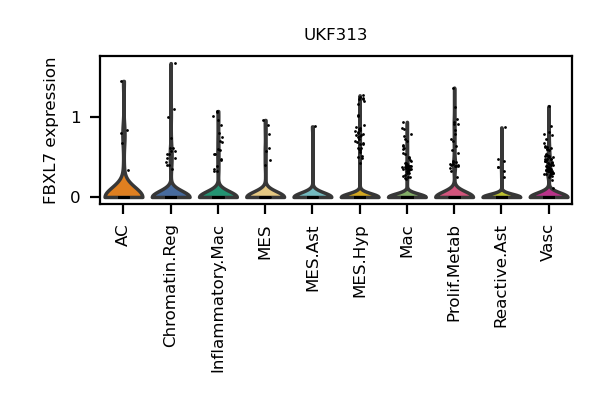 UKF313
FBXL7 expression
1
0
AC
Chromatin.Reg
Inflammatory.Mac
MES
MES.Ast
MES.Hyp
Mac
Prolif.Metab
Reactive.Ast
Vasc